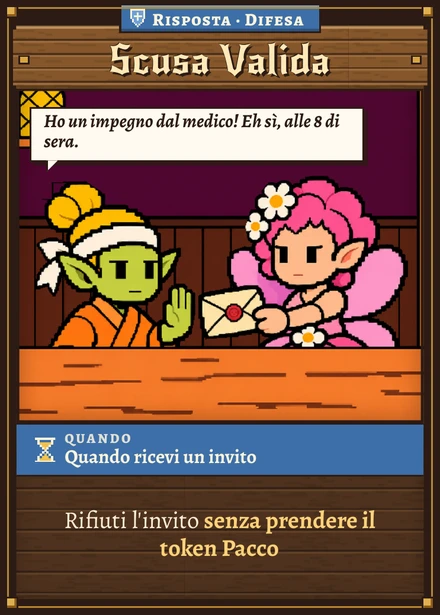 Risposta · Difesa
Scusa Valida
Ho un impegno dal medico! Eh sì, alle 8 di
sera.
QUANDO
Quando ricevi un invito
Rifiuti l'invito senza prendere il
token Pacco